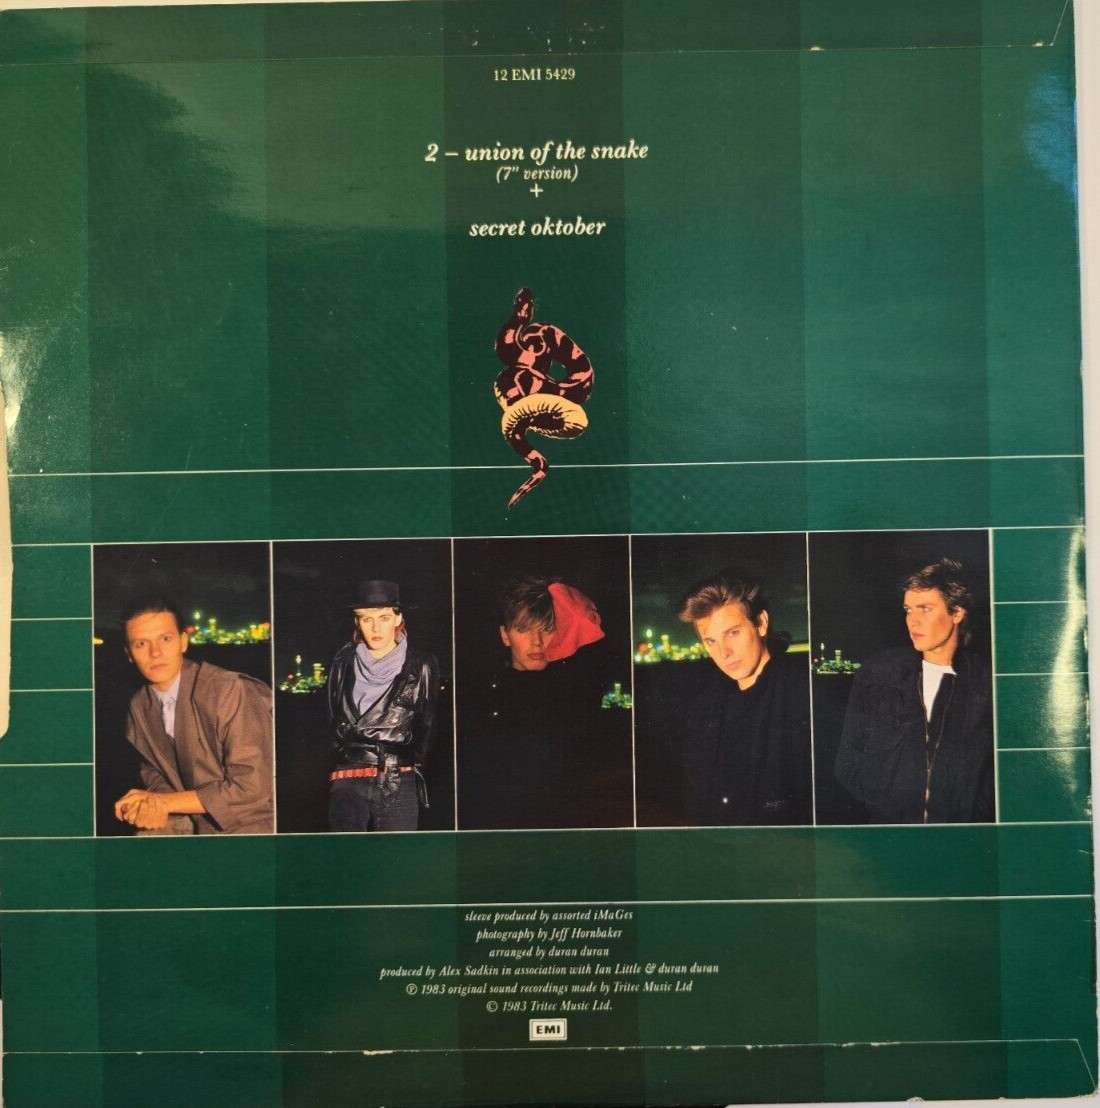 12 EMI 5429
2 – union of the snake
(7" version)
+
secret oktober
sleeve produced by assorted iMaGes
photography by Jeff Hornbaker
arranged by duran duran
produced by Alex Sadkin in association with Ian Little & duran duran
℗ 1983 original sound recordings made by Tritec Music Ltd
© 1983 Tritec Music Ltd.
EMI